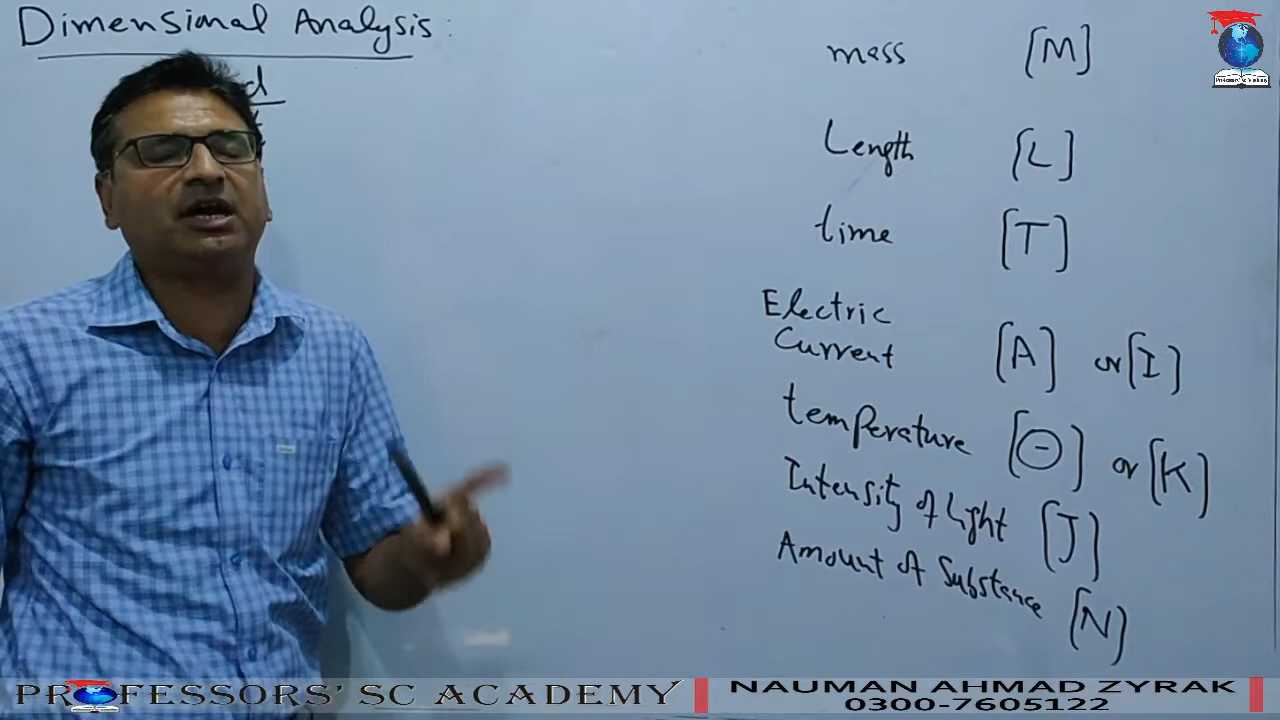 Dimensional Analysis:
d
mass [M]
Length [L]
time [T]
Electric
Current [A] or [I]
temperature [Θ] or [K]
Intensity of light [J]
Amount of Substance [N]
PROFESSORS' SC ACADEMY
NAUMAN AHMAD ZYRAK
0300-7605122